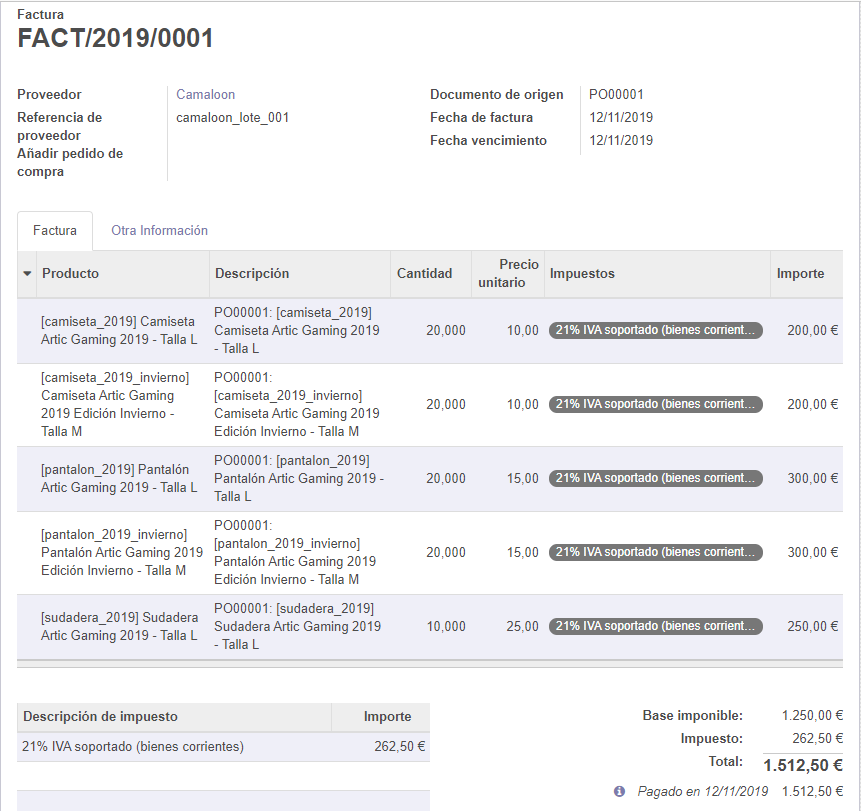 Factura
FACT/2019/0001
Proveedor
Camaloon
Referencia de
proveedor
camaloon_lote_001
Añadir pedido de
compra
Documento de origen
PO00001
Fecha de factura
12/11/2019
Fecha vencimiento
12/11/2019
Factura
Otra Información
Producto Descripción Cantidad Precio unitario Impuestos Importe
[camiseta_2019] Camiseta
Artic Gaming 2019 - Talla L
PO00001: [camiseta_2019]
Camiseta Artic Gaming 2019
- Talla L
20,000 10,00 21% IVA soportado (bienes corrient... 200,00 €
[camiseta_2019_invierno]
Camiseta Artic Gaming
2019 Edición Invierno -
Talla M
PO00001:
[camiseta_2019_invierno]
Camiseta Artic Gaming 2019
Edición Invierno - Talla M
20,000 10,00 21% IVA soportado (bienes corrient... 200,00 €
[pantalon_2019] Pantalón
Artic Gaming 2019 - Talla L
PO00001: [pantalon_2019]
Pantalón Artic Gaming 2019 -
Talla L
20,000 15,00 21% IVA soportado (bienes corrient... 300,00 €
[pantalon_2019_invierno]
Pantalón Artic Gaming 2019
Edición Invierno - Talla M
PO00001:
[pantalon_2019_invierno]
Pantalón Artic Gaming 2019
Edición Invierno - Talla M
20,000 15,00 21% IVA soportado (bienes corrient... 300,00 €
[sudadera_2019] Sudadera
Artic Gaming 2019 - Talla L
PO00001: [sudadera_2019]
Sudadera Artic Gaming 2019
- Talla L
10,000 25,00 21% IVA soportado (bienes corrient... 250,00 €
Descripción de impuesto Importe
21% IVA soportado (bienes corrientes) 262,50 €
Base imponible: 1.250,00 €
Impuesto: 262,50 €
Total: 1.512,50 €
Pagado en 12/11/2019 1.512,50 €